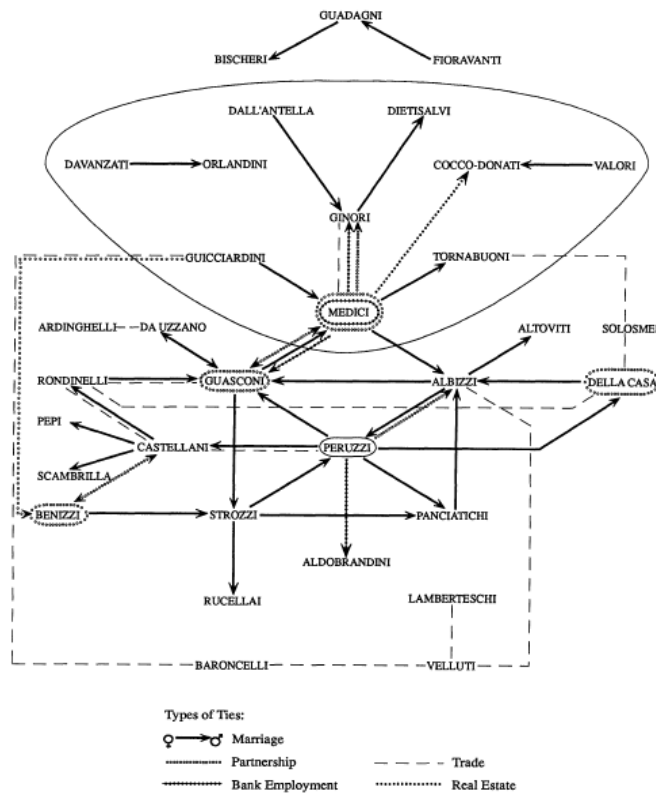 GUADAGNI
BISCHERI FIORAVANTI
DALL'ANTELLA DIETISALVI
DAVANZATI ORLANDINI COCCO-DONATI VALORI
GINORI
GUICCIARDINI TORNABUONI
MEDICI
ARDINGHELLI DA UZZANO ALTOVITI SOLOSMEI
RONDINELLI GUASCONI ALBIZZI DELLA CASA
PEPI
CASTELLANI PERUZZI
SCAMBRILLA
BENIZZI STROZZI PANCIATICHI
ALDOBRANDINI
RUCELLAI LAMBERTESCHI
BARONCELLI VELLUTI
Types of Ties:
♀ ♂ Marriage
Partnership Trade
Bank Employment Real Estate